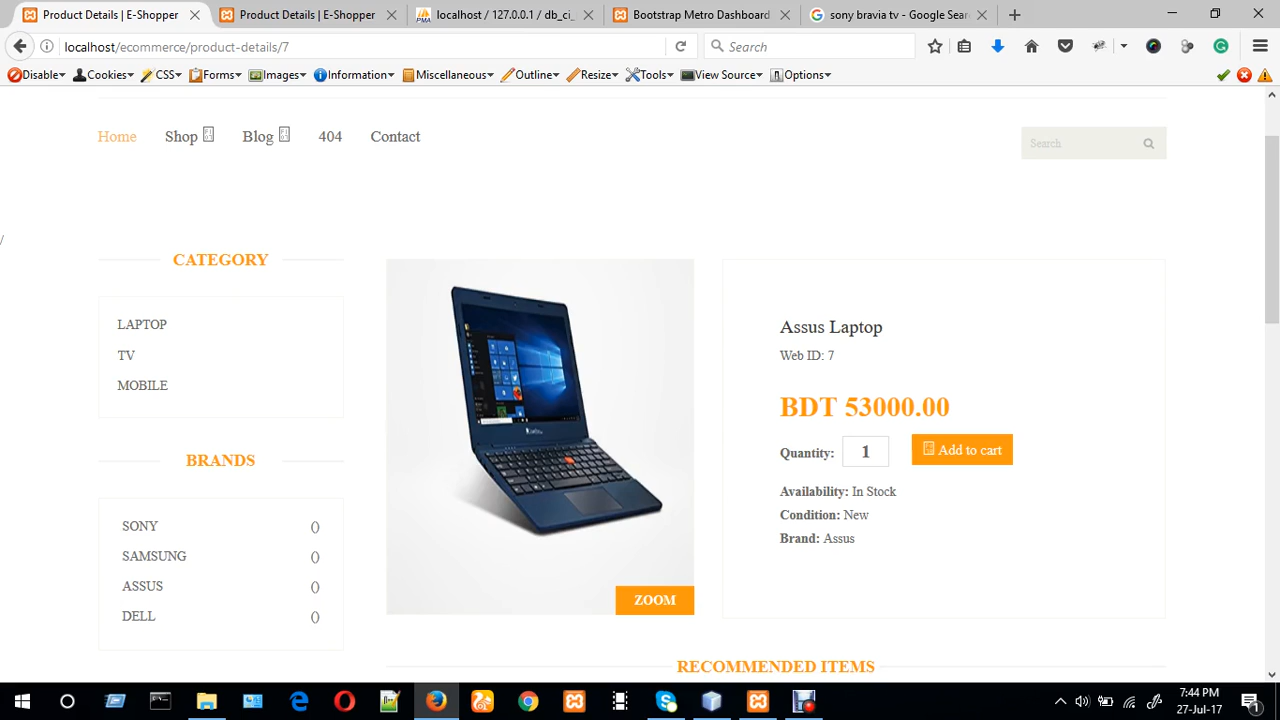 Product Details | E-Shopper
Product Details | E-Shopper
localhost / 127.0.0.1 / db_ci_
Bootstrap Metro Dashboard
sony bravia tv - Google Sear
localhost/ecommerce/product-details/7
Search
Disable
Cookies
CSS
Forms
Images
Information
Miscellaneous
Outline
Resize
Tools
View Source
Options
Home
Shop
Blog
404
Contact
Search
/
CATEGORY
LAPTOP
TV
MOBILE
BRANDS
SONY ()
SAMSUNG ()
ASSUS ()
DELL ()
ZOOM
Assus Laptop
Web ID: 7
BDT 53000.00
Quantity: 1
Add to cart
Availability: In Stock
Condition: New
Brand: Assus
RECOMMENDED ITEMS
7:44 PM
27-Jul-17